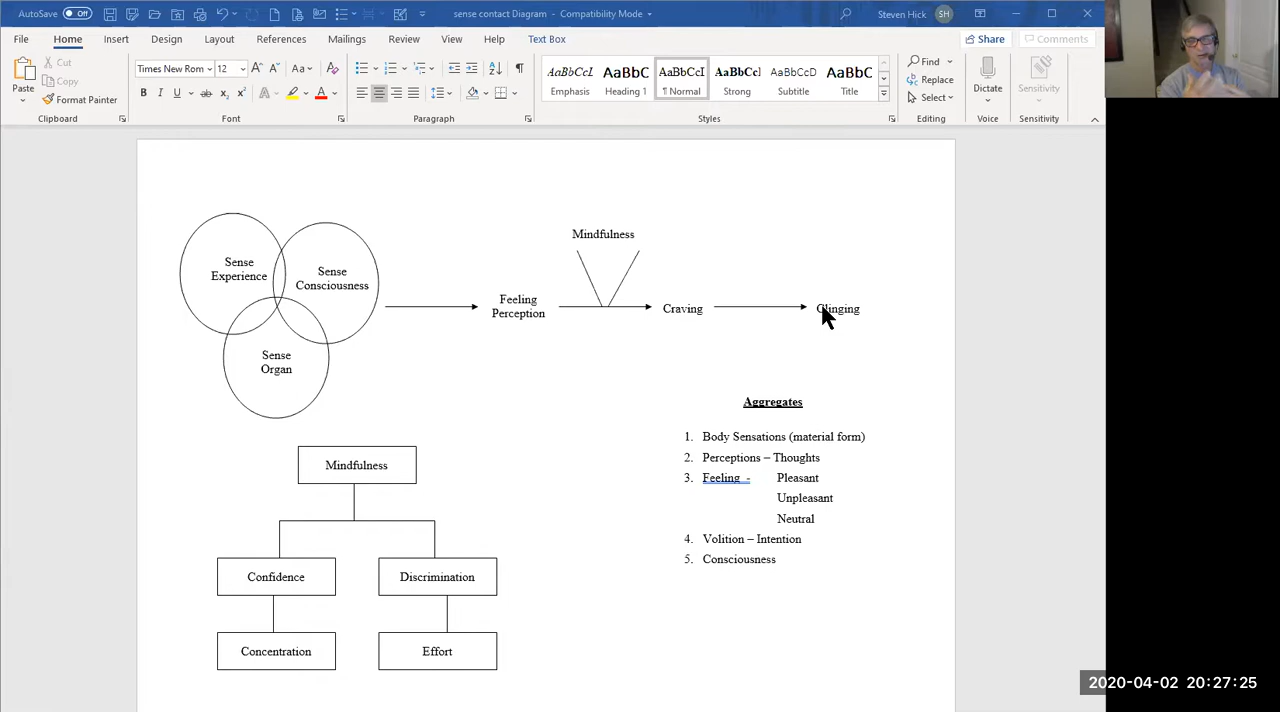 AutoSave Off sense contact Diagram - Compatibility Mode Steven Hick SH
File Home Insert Design Layout References Mailings Review View Help Text Box Share Comments
Paste
Cut
Copy
Format Painter
Clipboard
Times New Rom 12 Aa
B I U ab x2 x2 A A
Font
Paragraph
AaBbCcI AaBbC AaBbCcI AaBbCc AaBbCcD AaBbC
Emphasis Heading 1 ¶ Normal Strong Subtitle Title
Styles
Find
Replace
Select
Editing
Dictate
Voice
Sensitivity
Sensitivity
Mindfulness
Sense
Experience
Sense
Consciousness
Sense
Organ
Feeling
Perception
Craving
Clinging
Aggregates
1. Body Sensations (material form)
2. Perceptions – Thoughts
3. Feeling - Pleasant
Unpleasant
Neutral
4. Volition – Intention
5. Consciousness
Mindfulness
Confidence
Discrimination
Concentration
Effort
2020-04-02 20:27:25